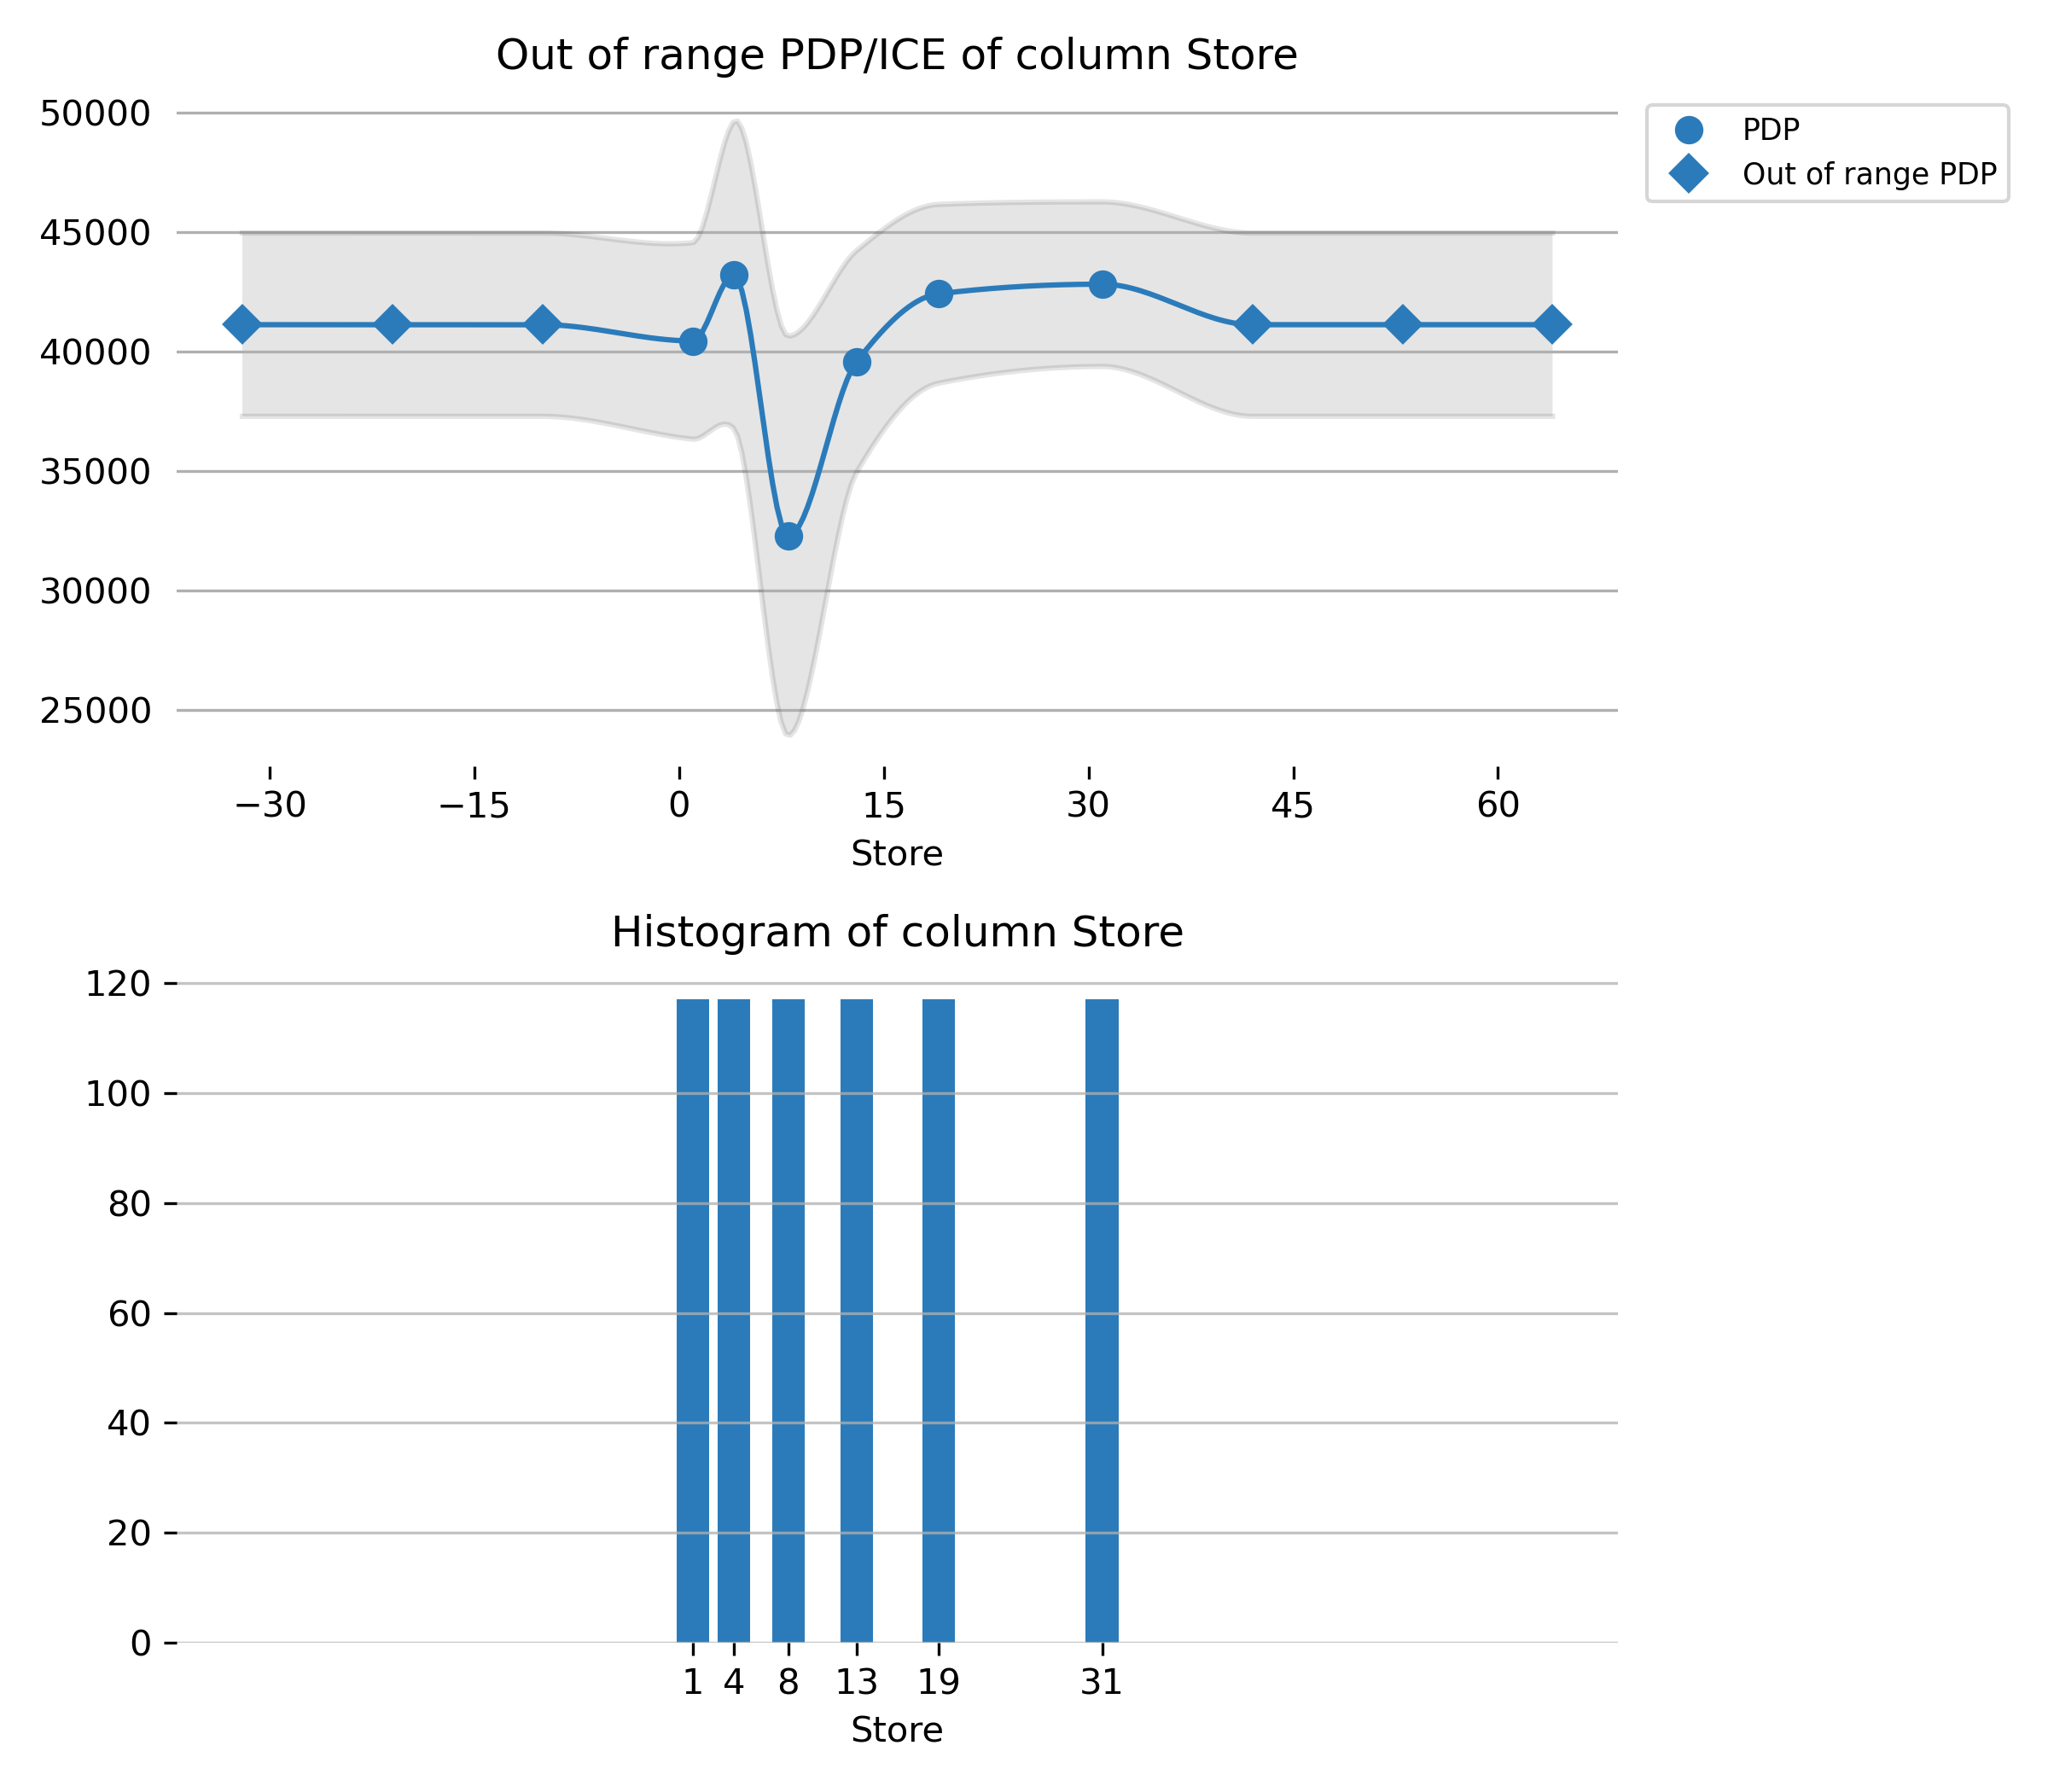 Out of range PDP/ICE of column Store
50000
45000
40000
35000
30000
25000
−30 −15 0 15 30 45 60
Store
PDP
Out of range PDP
Histogram of column Store
120
100
80
60
40
20
0
1 4 8 13 19 31
Store